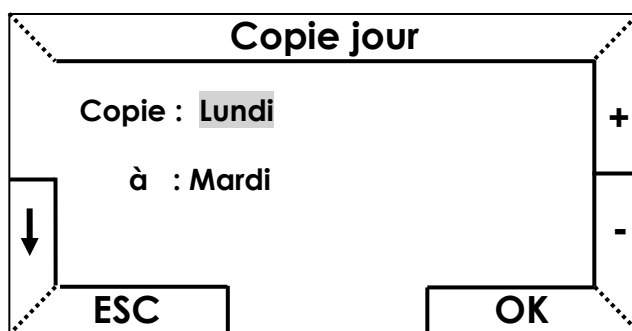 Copie jour
Copie : Lundi
+
à : Mardi
-
ESC
OK